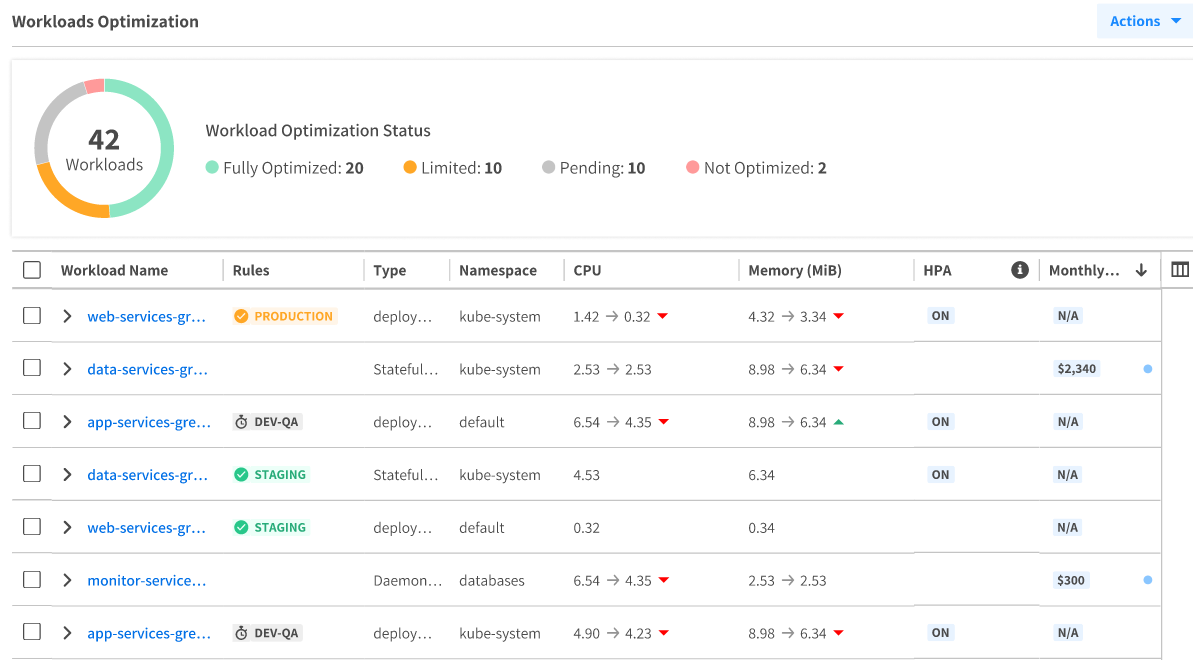 Workloads Optimization
Actions
42
Workloads
Workload Optimization Status
Fully Optimized: 20 Limited: 10 Pending: 10 Not Optimized: 2
Workload Name Rules Type Namespace CPU Memory (MiB) HPA Monthly...
web-services-gr... PRODUCTION deploy... kube-system 1.42 → 0.32 4.32 → 3.34 ON N/A
data-services-gr... Stateful... kube-system 2.53 → 2.53 8.98 → 6.34 $2,340
app-services-gre... DEV-QA deploy... default 6.54 → 4.35 8.98 → 6.34 ON N/A
data-services-gr... STAGING Stateful... kube-system 4.53 6.34 ON N/A
web-services-gr... STAGING deploy... default 0.32 0.34 N/A
monitor-service... Daemon... databases 6.54 → 4.35 2.53 → 2.53 $300
app-services-gre... DEV-QA deploy... kube-system 4.90 → 4.23 8.98 → 6.34 ON N/A